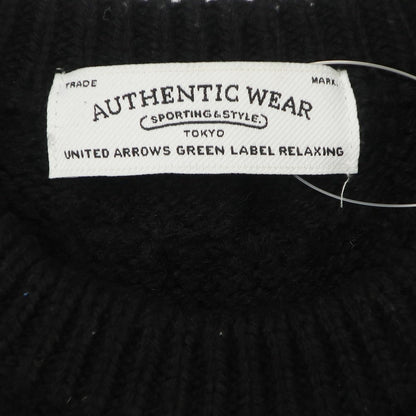 TRADE MARK.
AUTHENTIC WEAR
SPORTING & STYLE.
TOKYO
UNITED ARROWS GREEN LABEL RELAXING